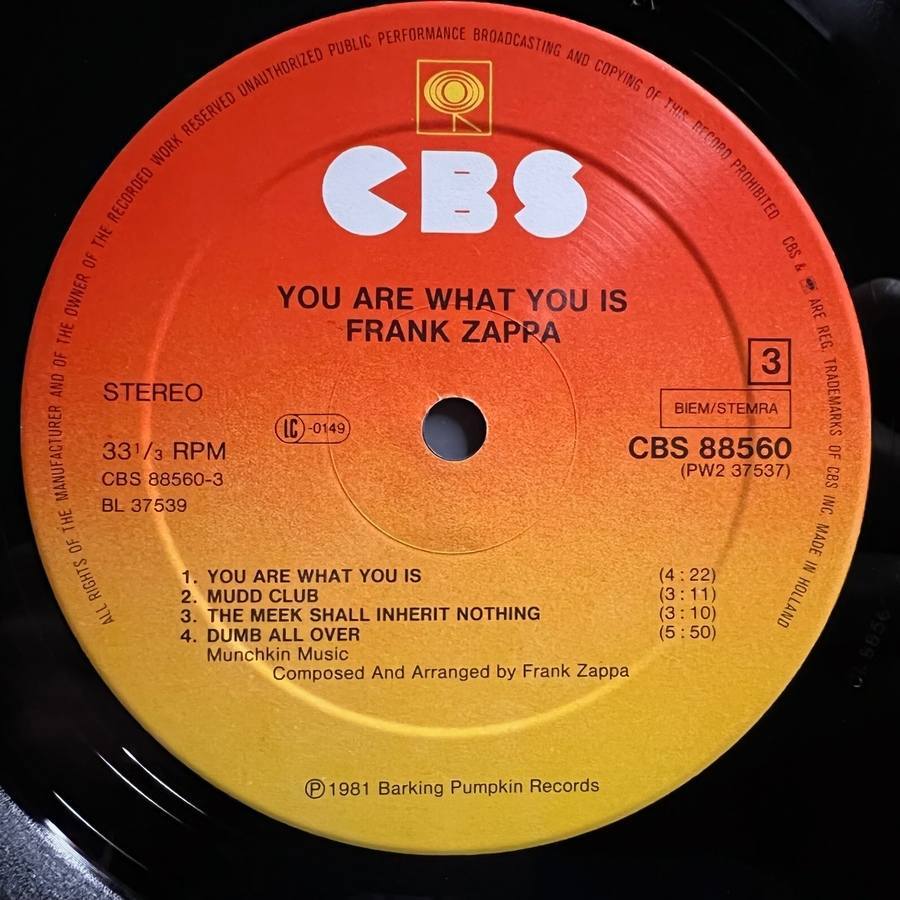 ALL RIGHTS OF THE MANUFACTURER AND OF THE OWNER OF THE RECORDED WORK RESERVED UNAUTHORIZED PUBLIC PERFORMANCE BROADCASTING AND COPYING OF THIS RECORD PROHIBITED
CBS & ARE REG. TRADEMARKS OF CBS INC. MADE IN HOLLAND
CBS
YOU ARE WHAT YOU IS
FRANK ZAPPA
3
STEREO
BIEM/STEMRA
LC-0149
33 1/3 RPM
CBS 88560
CBS 88560-3
(PW2 37537)
BL 37539
1. YOU ARE WHAT YOU IS (4 : 22)
2. MUDD CLUB (3 : 11)
3. THE MEEK SHALL INHERIT NOTHING (3 : 10)
4. DUMB ALL OVER (5 : 50)
Munchkin Music
Composed And Arranged by Frank Zappa
℗ 1981 Barking Pumpkin Records